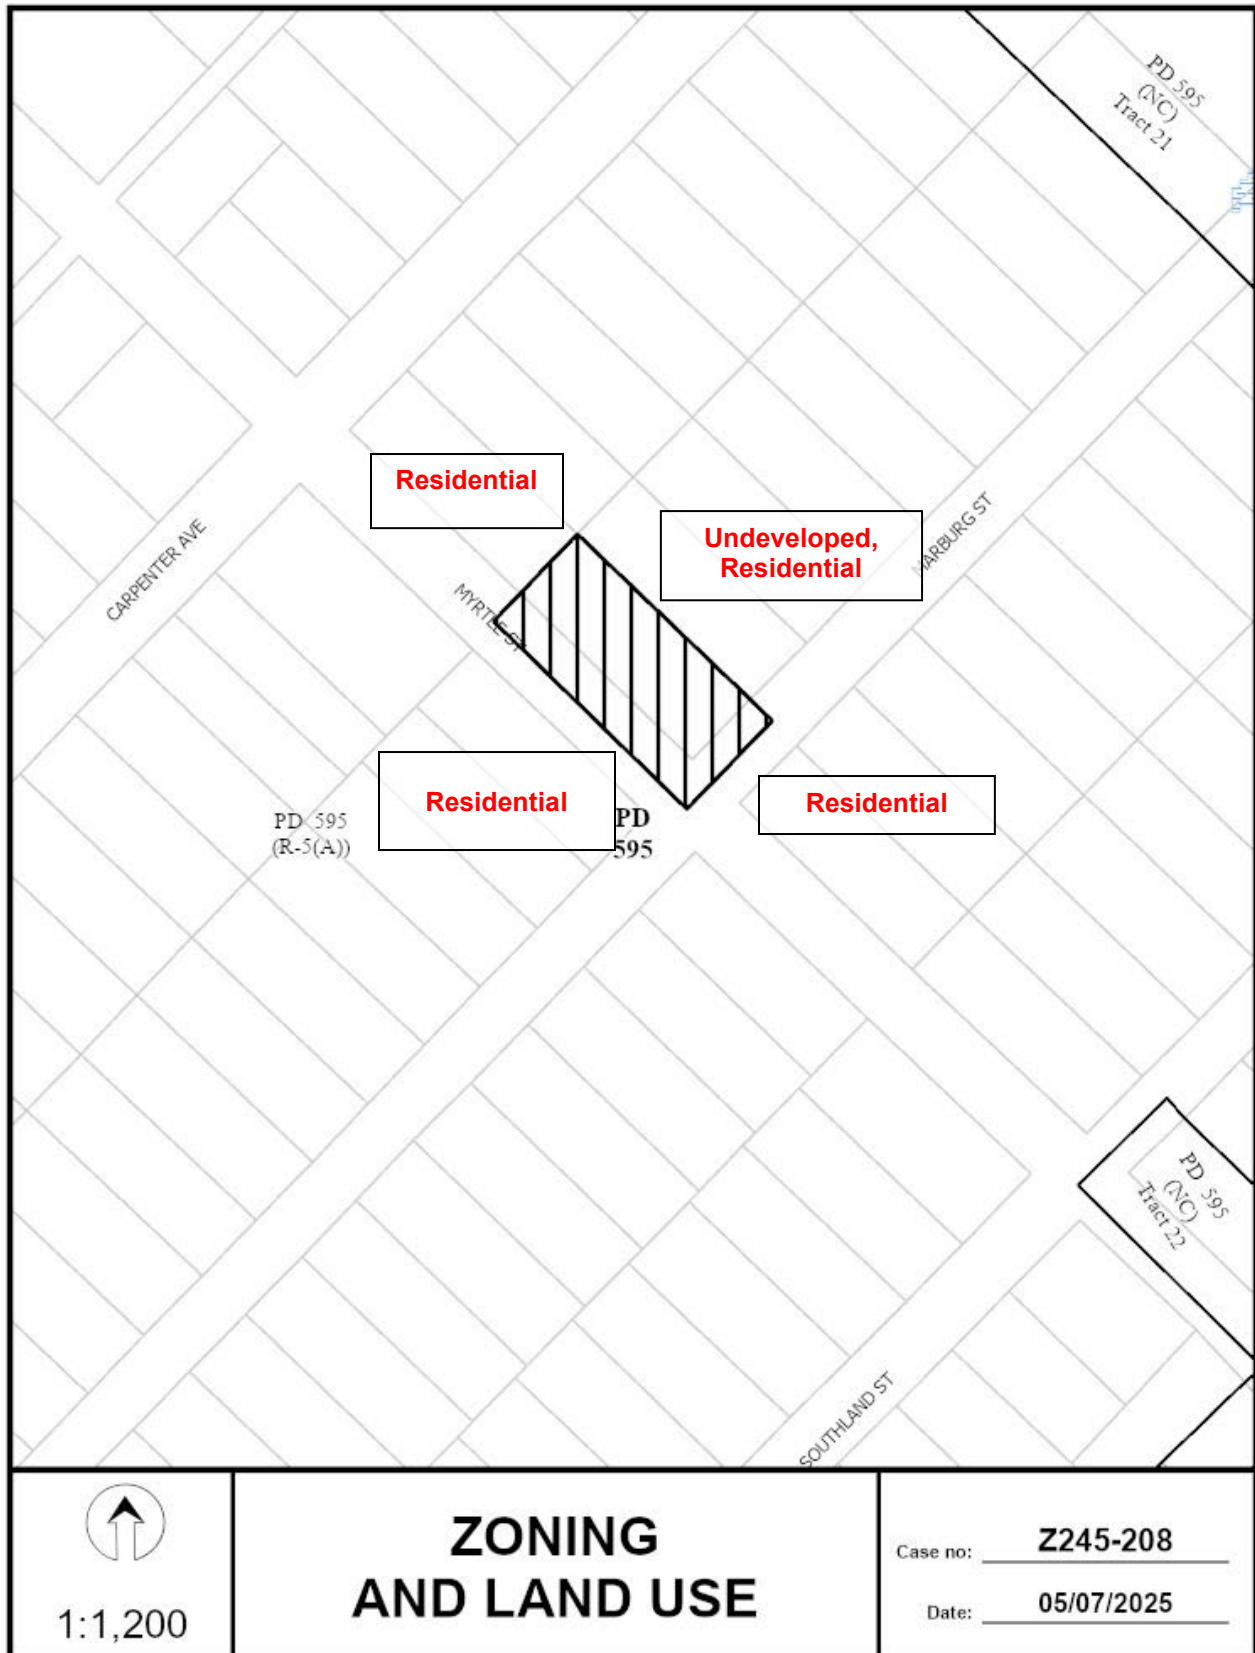 PD 595
(NC)
Tract 21
Residential
Undeveloped,
Residential
HARBURG ST
CARPENTER AVE
MYRTLE ST
Residential
Residential
PD 595
(R-5(A))
PD
595
PD 595
(NC)
Tract 22
SOUTHLAND ST
1:1,200
ZONING
AND LAND USE
Case no: Z245-208
Date: 05/07/2025